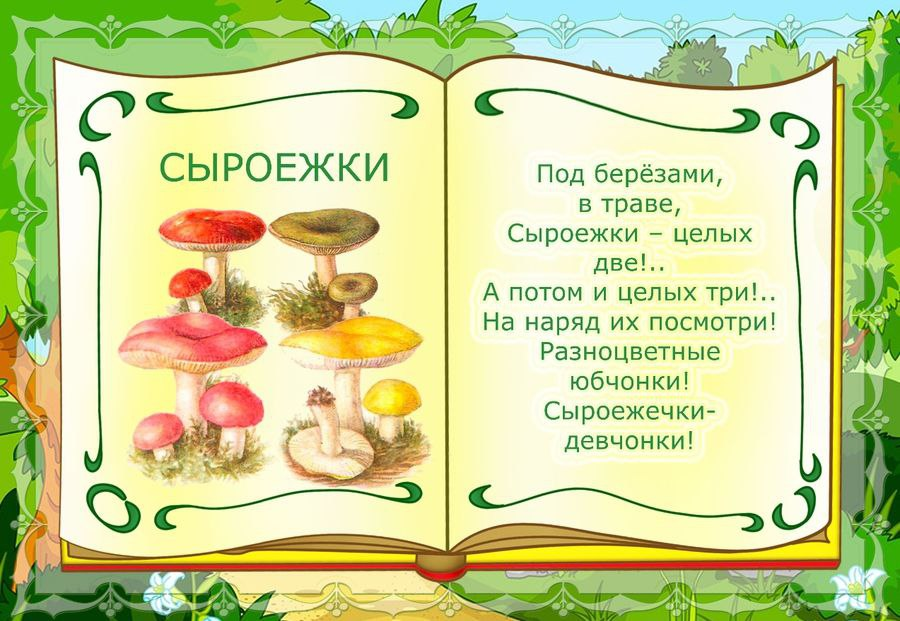 СЫРОЕЖКИ
Под берёзами,
в траве,
Сыроежки – целых
две!..
А потом и целых три!..
На наряд их посмотри!
Разноцветные
юбчонки!
Сыроежечки-
девчонки!